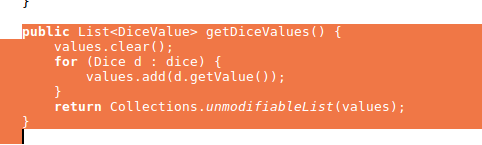 }
public List<DiceValue> getDiceValues() {
    values.clear();
    for (Dice d : dice) {
        values.add(d.getValue());
    }
    return Collections.unmodifiableList(values);
}